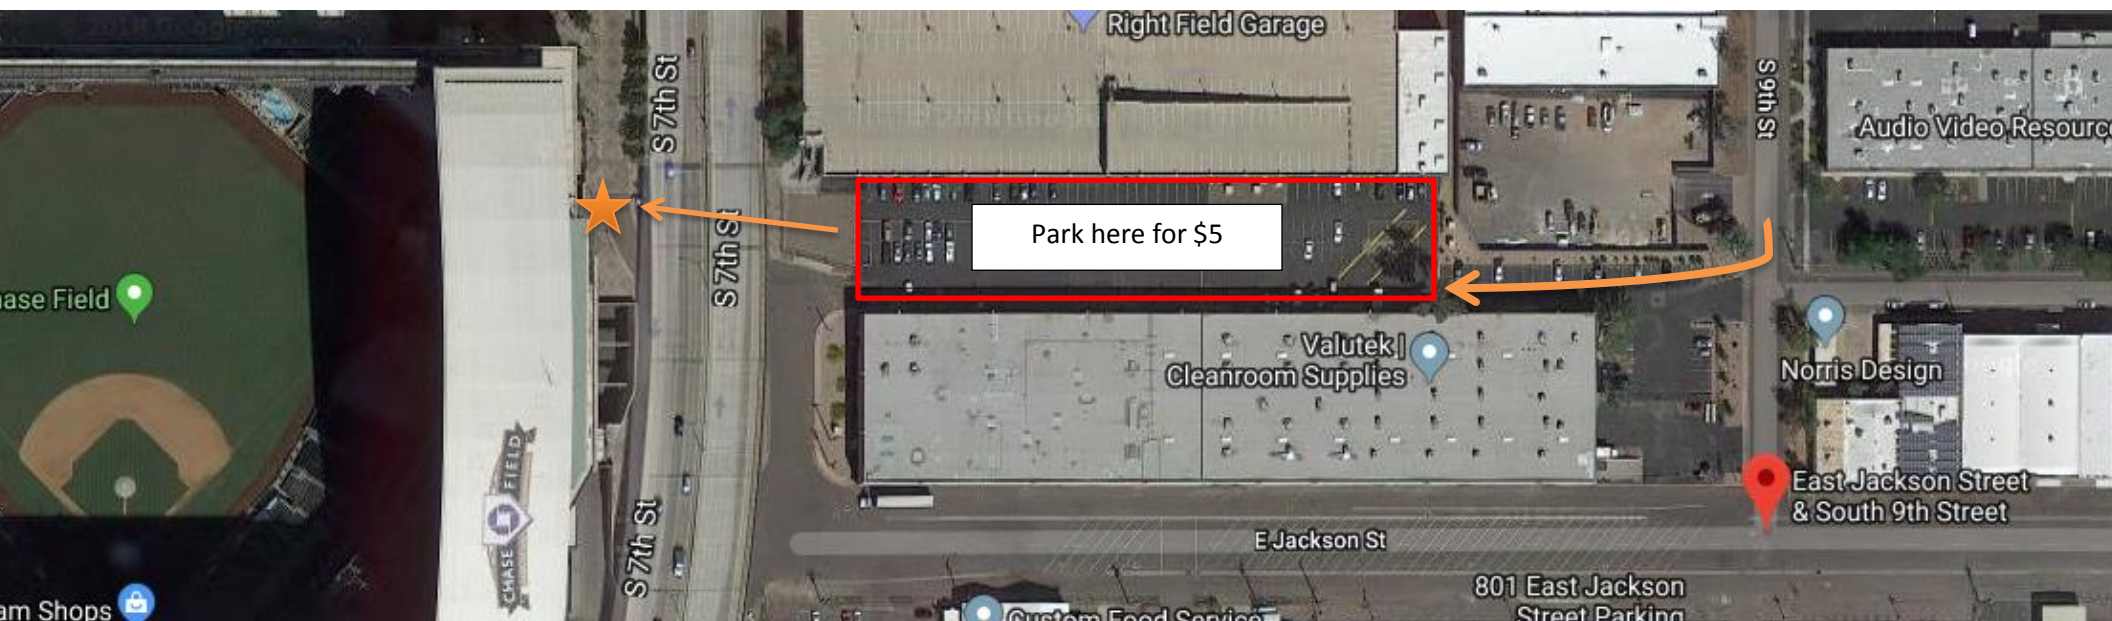 Right Field Garage
S 7th St
S 9th St
Audio Video Resourc
Park here for $5
S 7th St
ase Field
Valutek |
Cleanroom Supplies
Norris Design
CHASE FIELD
East Jackson Street
& South 9th Street
S 7th St
E Jackson St
801 East Jackson
Street Parking
am Shops
Custom Food Service